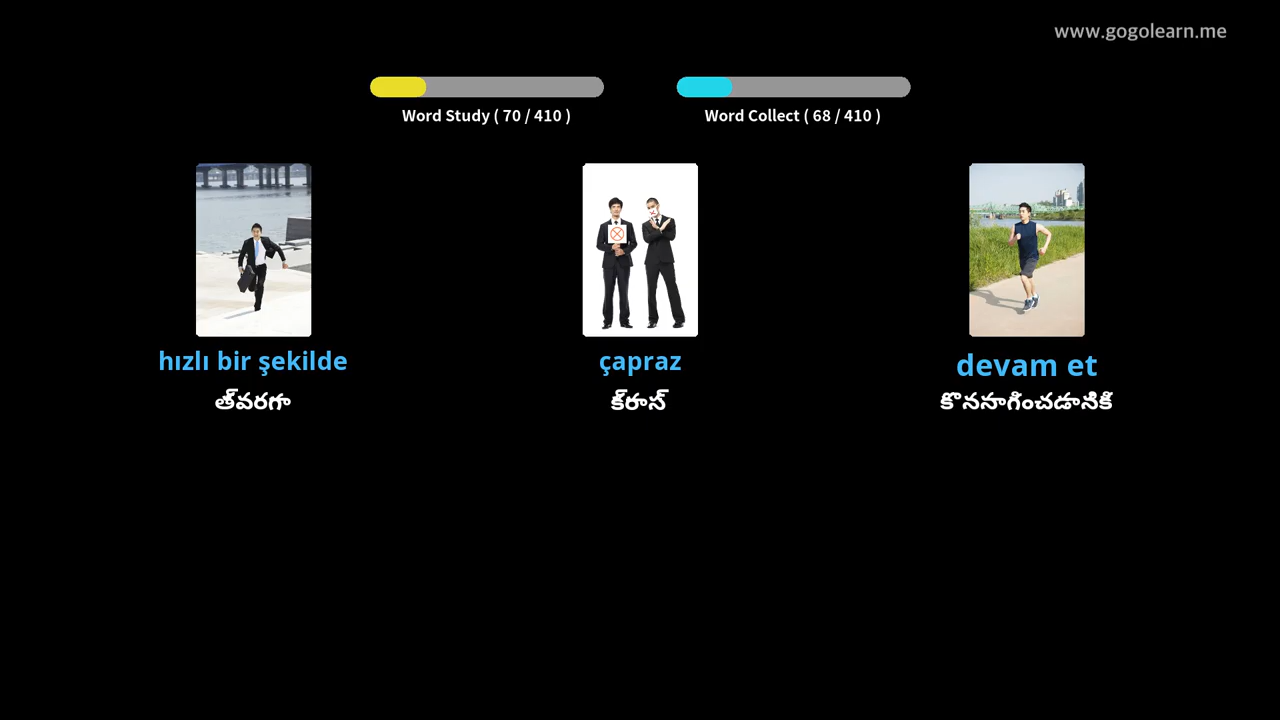 www.gogolearn.me
Word Study ( 70 / 410 )
Word Collect ( 68 / 410 )
hızlı bir şekilde
త్వరగా
çapraz
క్రాస్
devam et
కొనసాగించడానికి